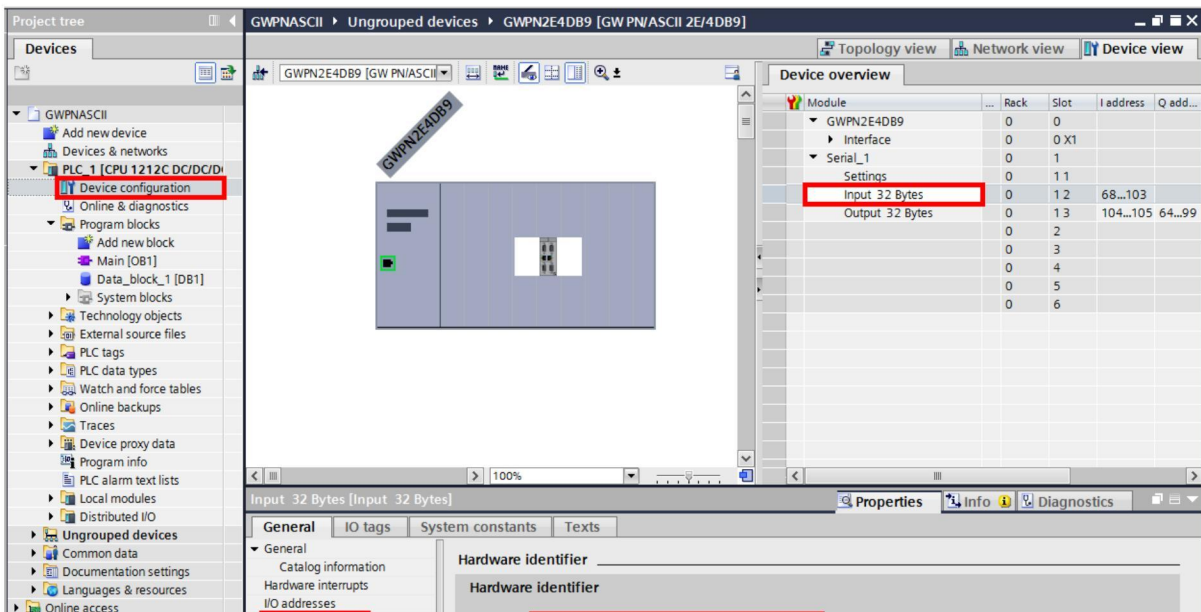 Project tree
GWPNASCII ▸ Ungrouped devices ▸ GWPN2E4DB9 [GW PN/ASCII 2E/4DB9]
Devices
Topology view
Network view
Device view
GWPN2E4DB9 [GW PN/ASCII
Device overview
GWPNASCII
Add new device
Devices & networks
PLC_1 [CPU 1212C DC/DC/D
Device configuration
Online & diagnostics
Program blocks
Add new block
Main [OB1]
Data_block_1 [DB1]
System blocks
Technology objects
External source files
PLC tags
PLC data types
Watch and force tables
Online backups
Traces
Device proxy data
Program info
PLC alarm text lists
Local modules
Distributed I/O
Ungrouped devices
Common data
Documentation settings
Languages & resources
Online access
GWPN2E4DB9
100%
Module ... Rack Slot I address Q add...
GWPN2E4DB9 0 0
Interface 0 0 X1
Serial_1 0 1
Settings 0 1 1
Input 32 Bytes 0 1 2 68...103
Output 32 Bytes 0 1 3 104...105 64...99
0 2
0 3
0 4
0 5
0 6
Input 32 Bytes [Input 32 Bytes]
Properties
Info
Diagnostics
General
IO tags
System constants
Texts
General
Catalog information
Hardware interrupts
I/O addresses
Hardware identifier
Hardware identifier